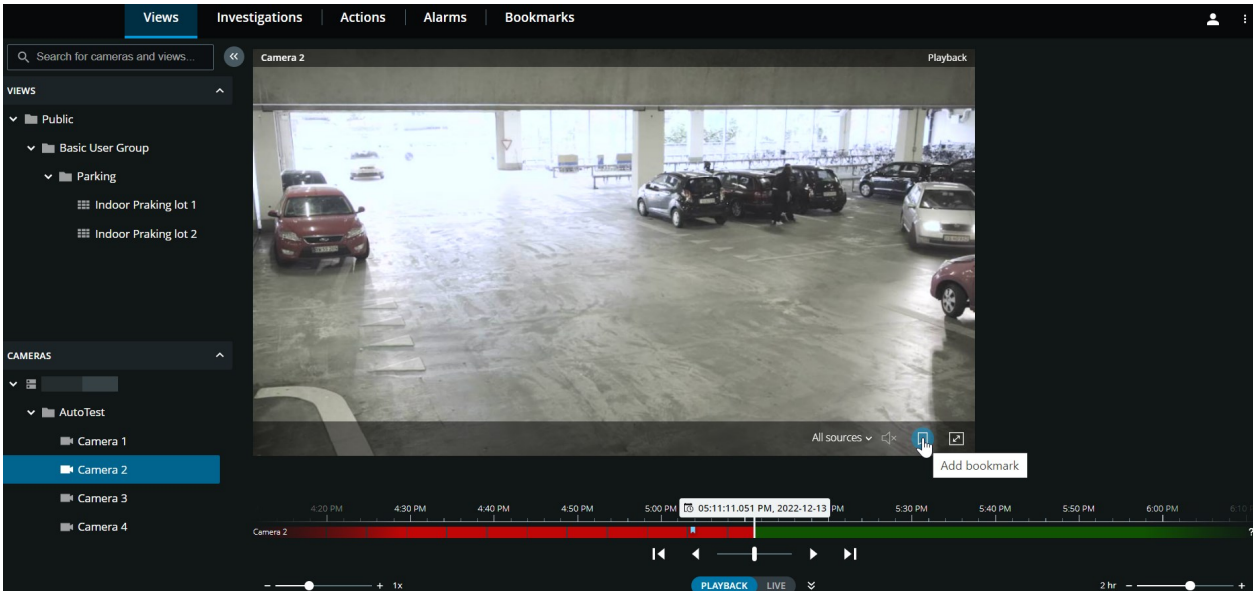 Views Investigations Actions Alarms Bookmarks
Search for cameras and views...
VIEWS
Public
Basic User Group
Parking
Indoor Praking lot 1
Indoor Praking lot 2
CAMERAS
AutoTest
Camera 1
Camera 2
Camera 3
Camera 4
Camera 2 Playback
All sources
Add bookmark
4:20 PM 4:30 PM 4:40 PM 4:50 PM 5:00 PM 05:11:11.051 PM, 2022-12-13 PM 5:30 PM 5:40 PM 5:50 PM 6:00 PM 6:10
Camera 2 ?
- + 1x PLAYBACK LIVE 2 hr - +